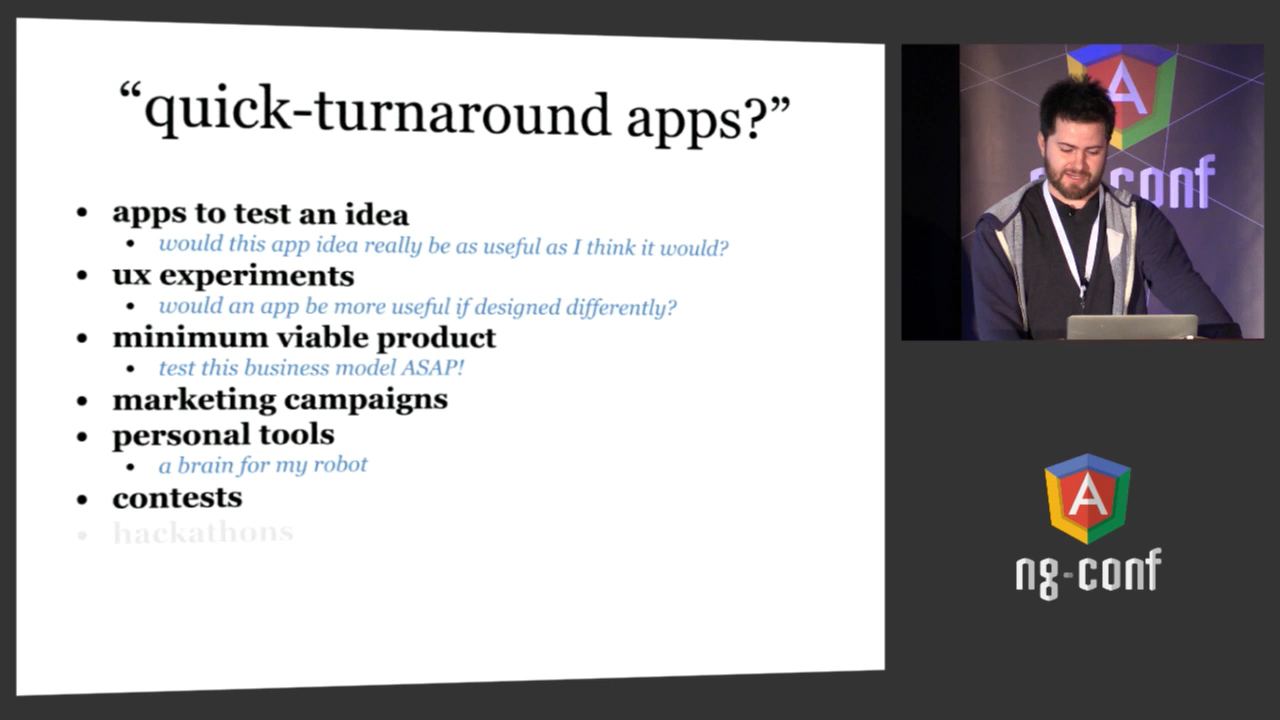 “quick-turnaround apps?”
• apps to test an idea
• would this app idea really be as useful as I think it would?
• ux experiments
• would an app be more useful if designed differently?
• minimum viable product
• test this business model ASAP!
• marketing campaigns
• personal tools
• a brain for my robot
• contests
• hackathons
A
conf
A
ng-conf